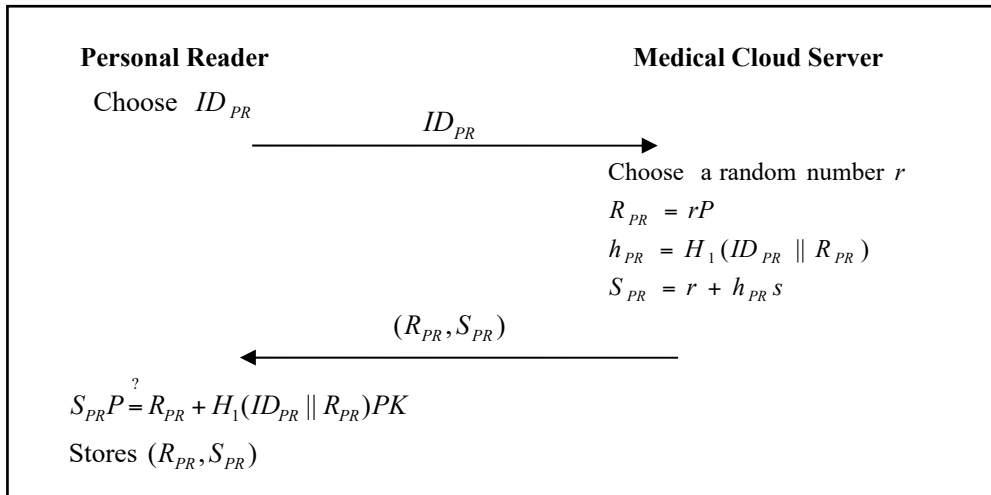 Personal Reader
Medical Cloud Server
Choose ID_PR
ID_PR
Choose a random number r
R_PR = rP
h_PR = H_1(ID_PR || R_PR)
S_PR = r + h_PR s
(R_PR, S_PR)
S_PR P ?= R_PR + H_1(ID_PR || R_PR)PK
Stores (R_PR, S_PR)